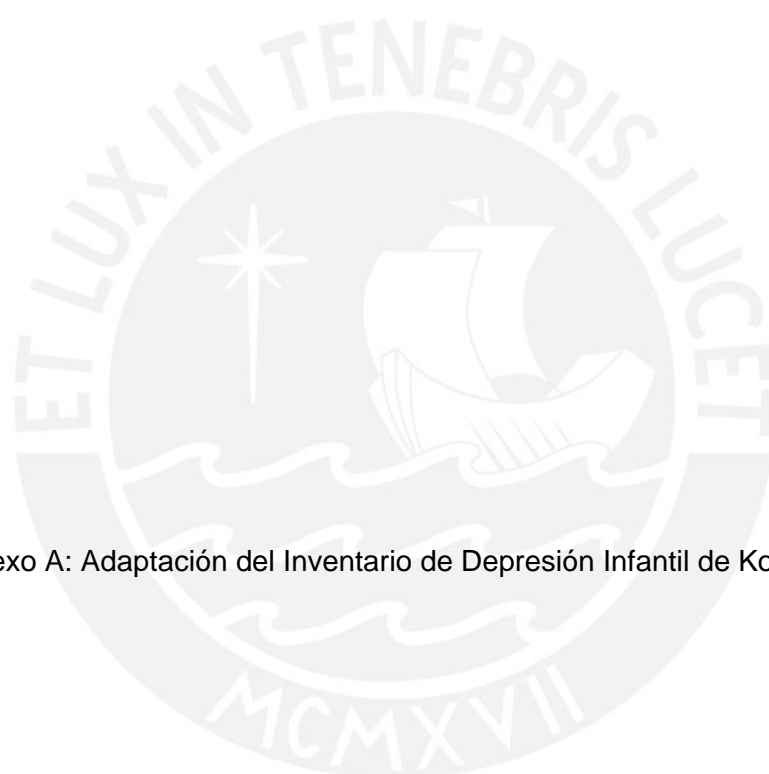 ET LUX IN TENEBRIS LUCET
exo A: Adaptación del Inventario de Depresión Infantil de Ko
MCMXVII